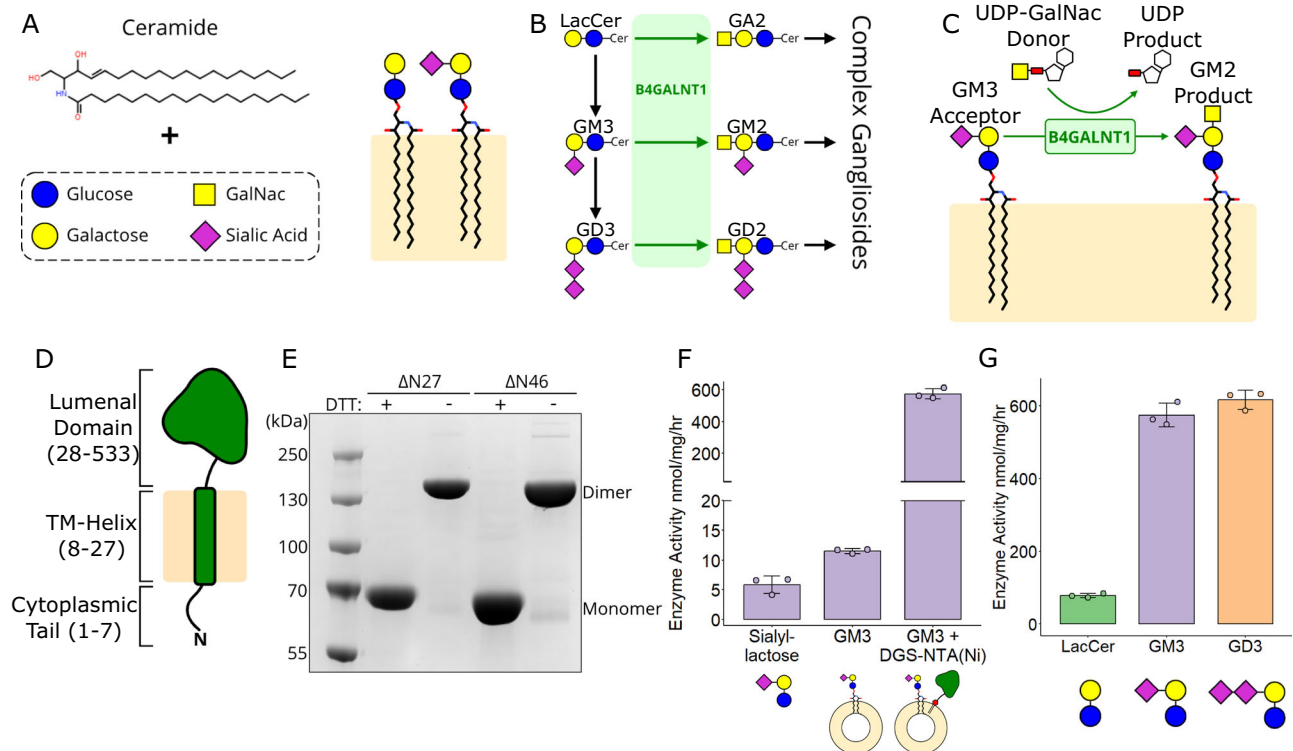 A
Ceramide
OH
HO
NH
O
+
Glucose
GalNac
Galactose
Sialic Acid
B
LacCer
GA2
Cer
Cer
B4GALNT1
GM3
GM2
Cer
Cer
GD3
GD2
Cer
Cer
Complex Gangliosides
C
UDP-GalNac
Donor
UDP
Product
GM3
Acceptor
GM2
Product
B4GALNT1
D
Lumenal
Domain
(28-533)
TM-Helix
(8-27)
Cytoplasmic
Tail (1-7)
N
E
ΔN27 ΔN46
DTT: + - + -
(kDa)
250
130
100
70
55
Dimer
Monomer
F
Enzyme Activity nmol/mg/hr
600
400
200
20
15
10
5
0
Sialyl-
lactose
GM3
GM3 +
DGS-NTA(Ni)
G
Enzyme Activity nmol/mg/hr
600
400
200
0
LacCer GM3 GD3